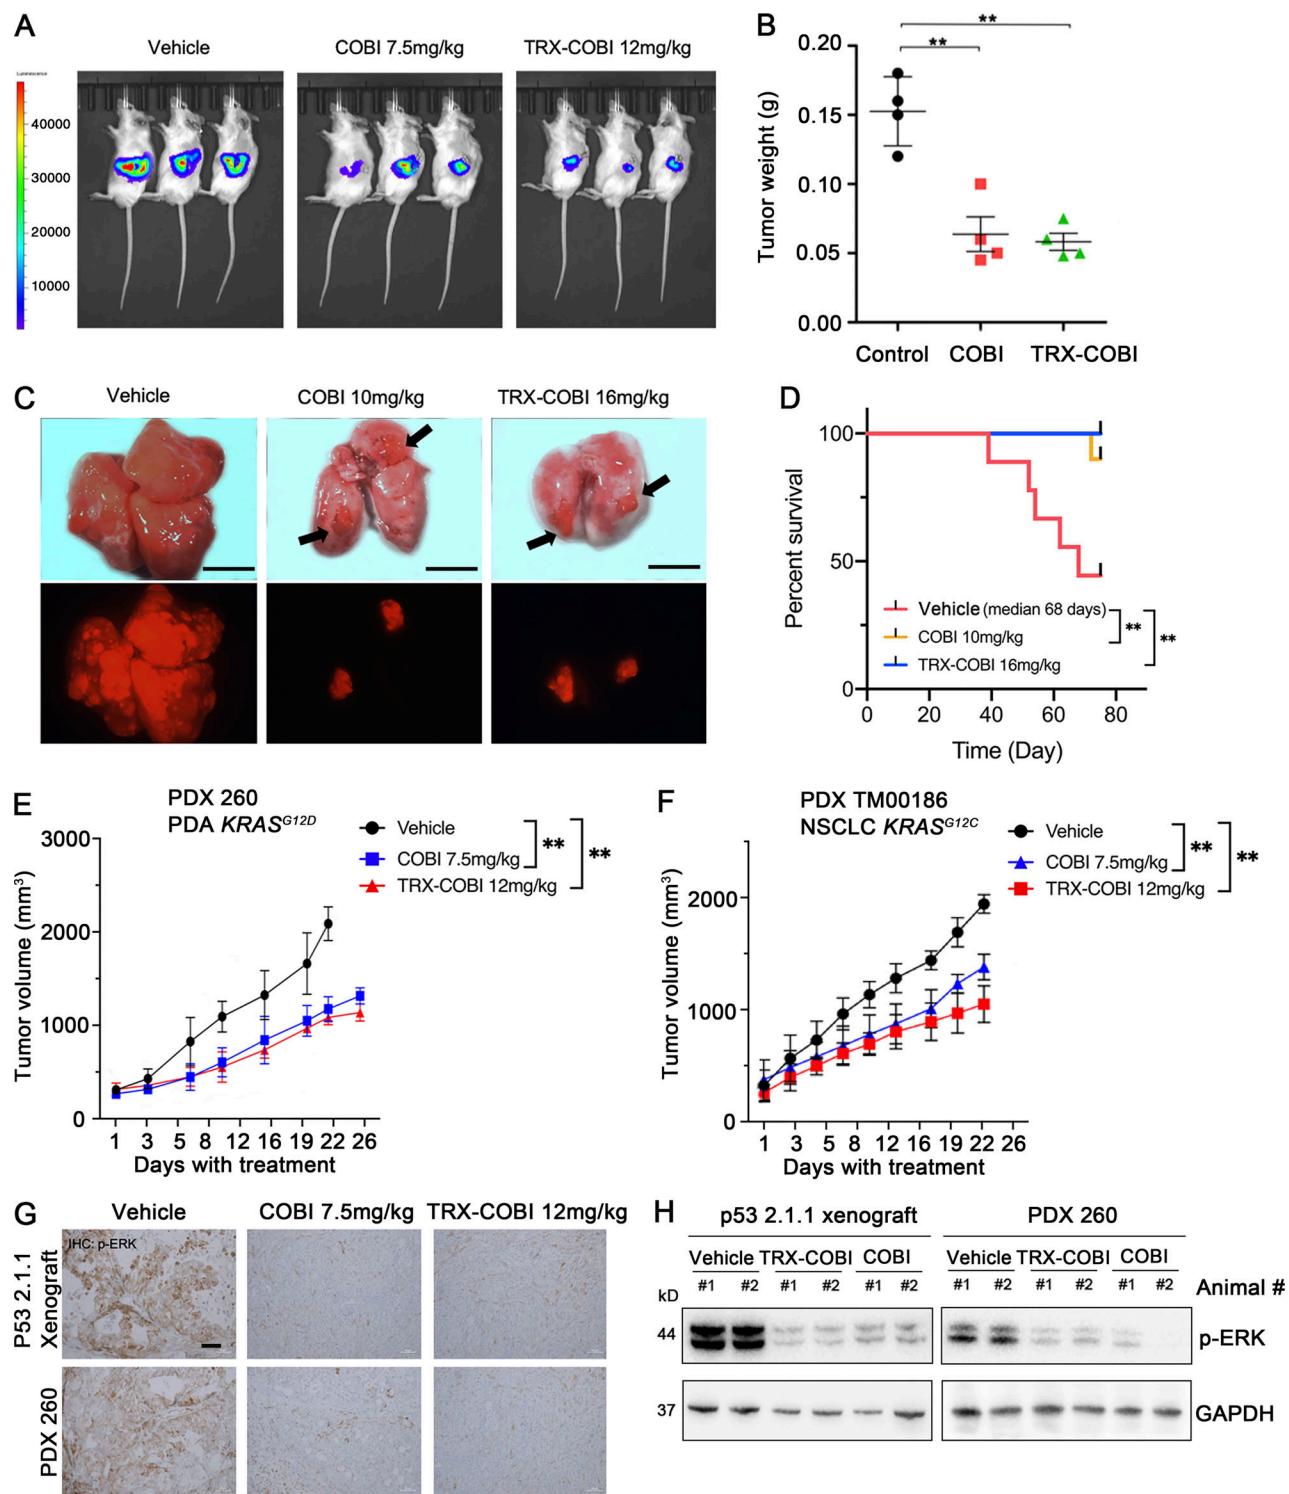 A
Vehicle
COBI 7.5mg/kg
TRX-COBI 12mg/kg
Luminescence
40000
30000
20000
10000
B
**
**
Tumor weight (g)
0.20
0.15
0.10
0.05
0.00
Control
COBI
TRX-COBI
C
Vehicle
COBI 10mg/kg
TRX-COBI 16mg/kg
D
Percent survival
100
50
0
Vehicle (median 68 days)
COBI 10mg/kg
TRX-COBI 16mg/kg
**
**
0 20 40 60 80
Time (Day)
E
PDX 260
PDA KRAS^G12D
Vehicle
COBI 7.5mg/kg
TRX-COBI 12mg/kg
**
**
Tumor volume (mm³)
3000
2000
1000
0
1 3 5 8 12 16 19 22 26
Days with treatment
F
PDX TM00186
NSCLC KRAS^G12C
Vehicle
COBI 7.5mg/kg
TRX-COBI 12mg/kg
**
**
Tumor volume (mm³)
2000
1000
0
1 3 5 8 12 16 19 22 26
Days with treatment
G
Vehicle
COBI 7.5mg/kg
TRX-COBI 12mg/kg
P53 2.1.1
Xenograft
IHC: p-ERK
PDX 260
H
p53 2.1.1 xenograft
PDX 260
Vehicle TRX-COBI COBI
Vehicle TRX-COBI COBI
#1 #2 #1 #2 #1 #2
#1 #2 #1 #2 #1 #2
Animal #
kD
44
p-ERK
37
GAPDH